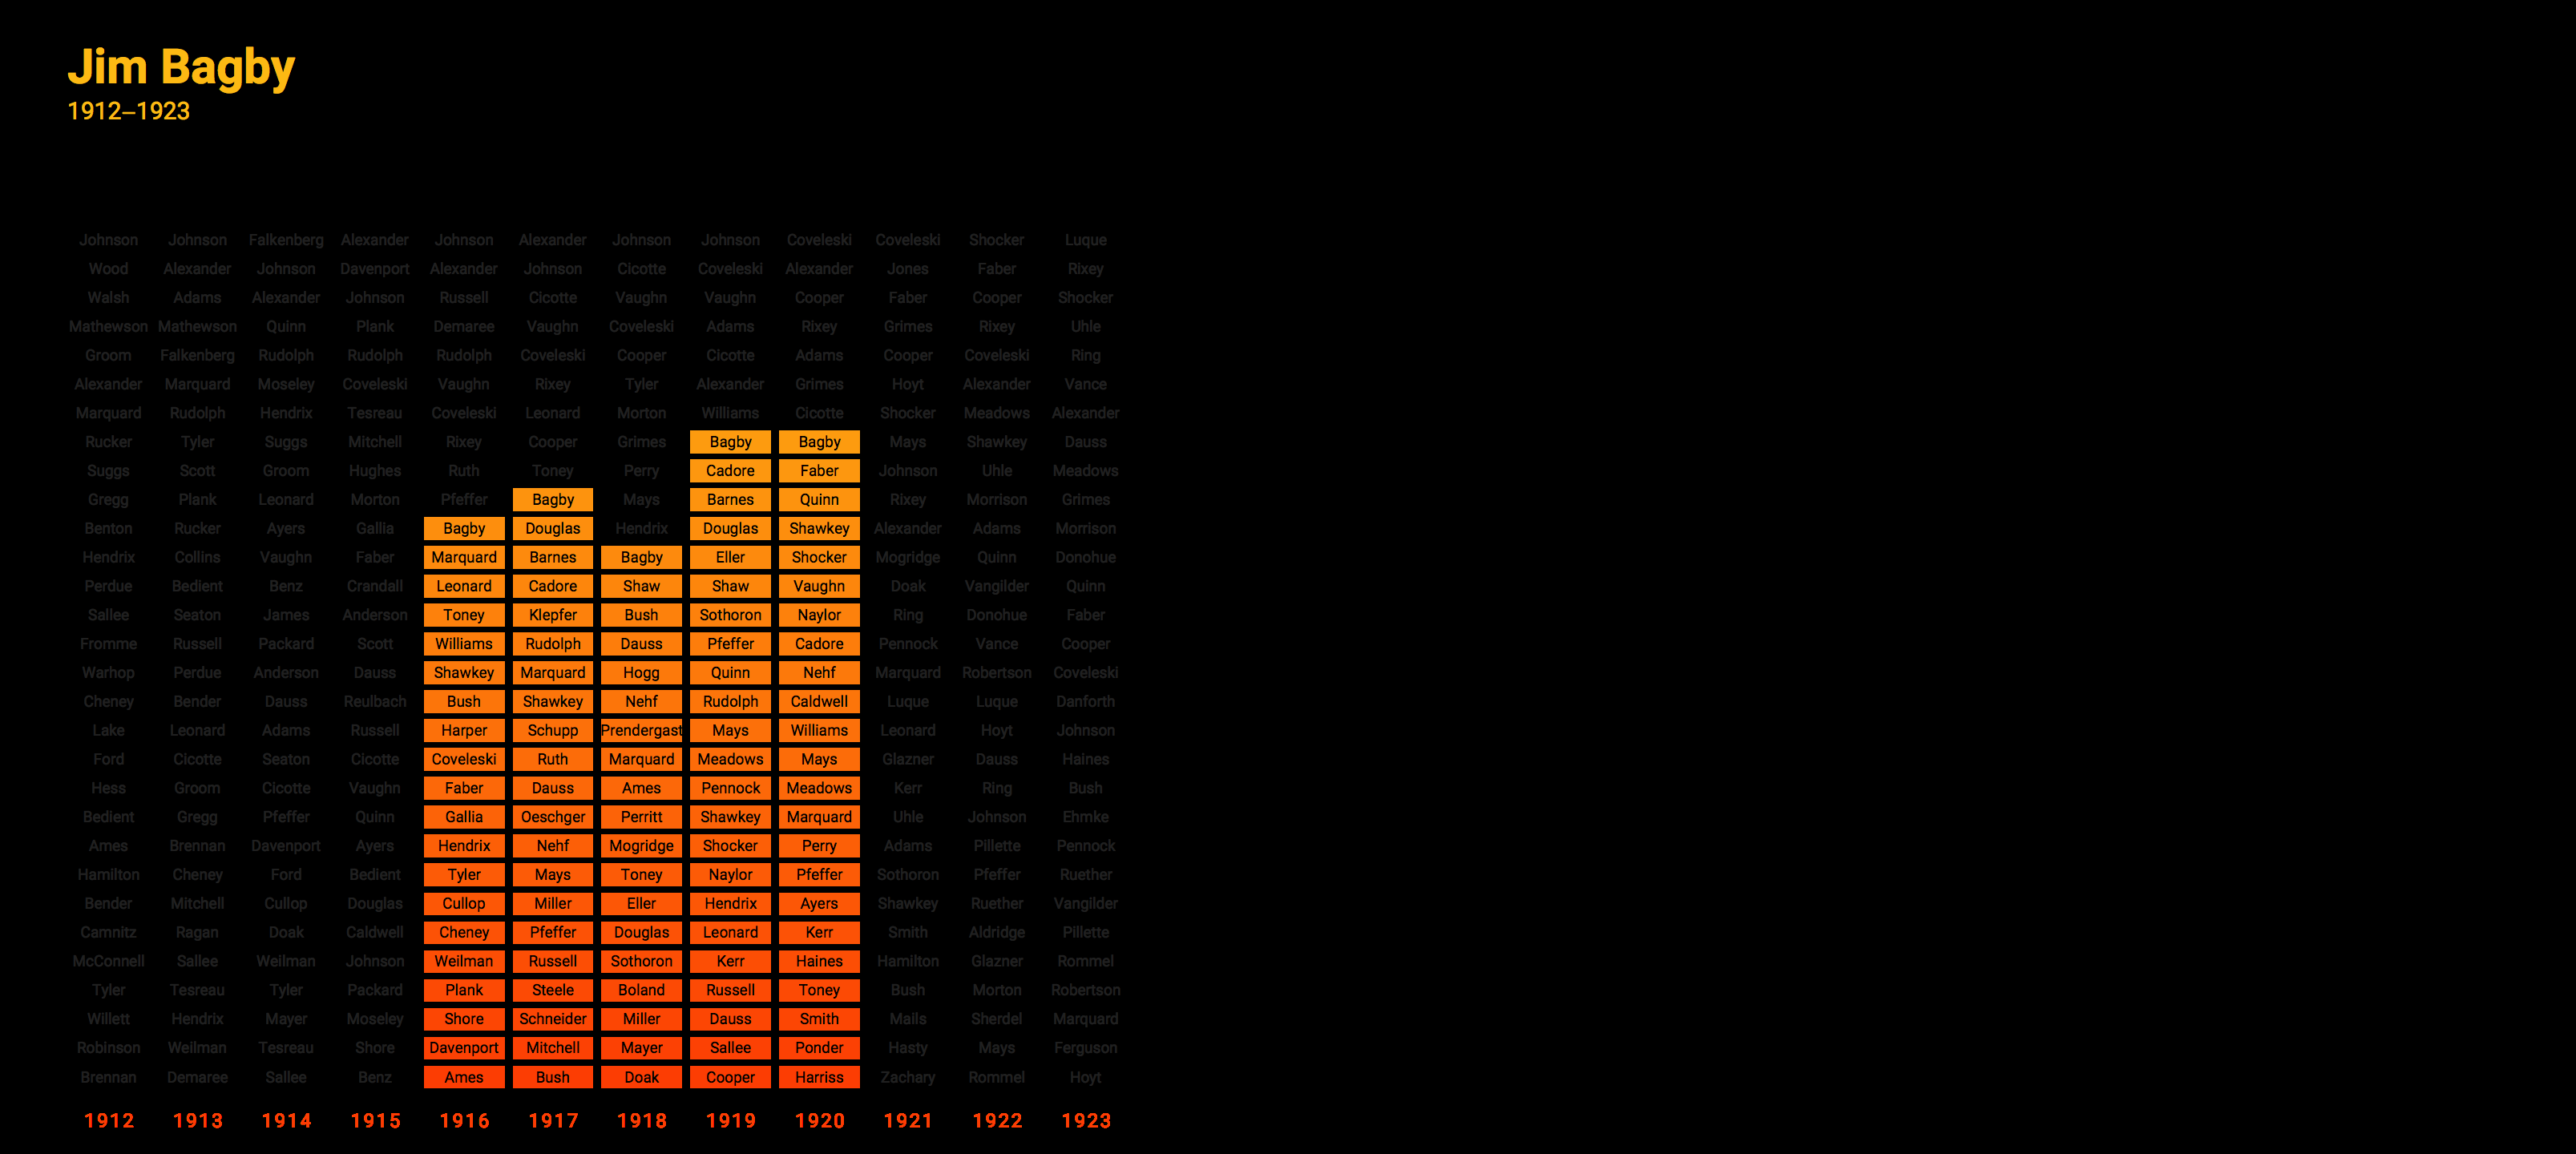 Jim Bagby
1912–1923
Johnson Johnson Falkenberg Alexander Johnson Alexander Johnson Johnson Coveleski Coveleski Shocker Luque
Wood Alexander Johnson Davenport Alexander Johnson Cicotte Coveleski Alexander Jones Faber Rixey
Walsh Adams Alexander Johnson Russell Cicotte Vaughn Vaughn Cooper Faber Cooper Shocker
Mathewson Mathewson Quinn Plank Demaree Vaughn Coveleski Adams Rixey Grimes Rixey Uhle
Groom Falkenberg Rudolph Rudolph Rudolph Coveleski Cooper Cicotte Adams Cooper Coveleski Ring
Alexander Marquard Moseley Coveleski Vaughn Rixey Tyler Alexander Grimes Hoyt Alexander Vance
Marquard Rudolph Hendrix Tesreau Coveleski Leonard Morton Williams Cicotte Shocker Meadows Alexander
Rucker Tyler Suggs Mitchell Rixey Cooper Grimes Bagby Bagby Mays Shawkey Dauss
Suggs Scott Groom Hughes Ruth Toney Perry Cadore Faber Johnson Uhle Meadows
Gregg Plank Leonard Morton Pfeffer Bagby Mays Barnes Quinn Rixey Morrison Grimes
Benton Rucker Ayers Gallia Bagby Douglas Hendrix Douglas Shawkey Alexander Adams Morrison
Hendrix Collins Vaughn Faber Marquard Barnes Bagby Eller Shocker Mogridge Quinn Donohue
Perdue Bedient Benz Crandall Leonard Cadore Shaw Shaw Vaughn Doak Vangilder Quinn
Sallee Seaton James Anderson Toney Klepfer Bush Sothoron Naylor Ring Donohue Faber
Fromme Russell Packard Scott Williams Rudolph Dauss Pfeffer Cadore Pennock Vance Cooper
Warhop Perdue Anderson Dauss Shawkey Marquard Hogg Quinn Nehf Marquard Robertson Coveleski
Cheney Bender Dauss Reulbach Bush Shawkey Nehf Rudolph Caldwell Luque Luque Danforth
Lake Leonard Adams Russell Harper Schupp Prendergast Mays Williams Leonard Hoyt Johnson
Ford Cicotte Seaton Cicotte Coveleski Ruth Marquard Meadows Mays Glazner Dauss Haines
Hess Groom Cicotte Vaughn Faber Dauss Ames Pennock Meadows Kerr Ring Bush
Bedient Gregg Pfeffer Quinn Gallia Oeschger Perritt Shawkey Marquard Uhle Johnson Ehmke
Ames Brennan Davenport Ayers Hendrix Nehf Mogridge Shocker Perry Adams Pillette Pennock
Hamilton Cheney Ford Bedient Tyler Mays Toney Naylor Pfeffer Sothoron Pfeffer Ruether
Bender Mitchell Cullop Douglas Cullop Miller Eller Hendrix Ayers Shawkey Ruether Vangilder
Camnitz Ragan Doak Caldwell Cheney Pfeffer Douglas Leonard Kerr Smith Aldridge Pillette
McConnell Sallee Weilman Johnson Weilman Russell Sothoron Kerr Haines Hamilton Glazner Rommel
Tyler Tesreau Tyler Packard Plank Steele Boland Russell Toney Bush Morton Robertson
Willett Hendrix Mayer Moseley Shore Schneider Miller Dauss Smith Mails Sherdel Marquard
Robinson Weilman Tesreau Shore Davenport Mitchell Mayer Sallee Ponder Hasty Mays Ferguson
Brennan Demaree Sallee Benz Ames Bush Doak Cooper Harriss Zachary Rommel Hoyt
1912 1913 1914 1915 1916 1917 1918 1919 1920 1921 1922 1923